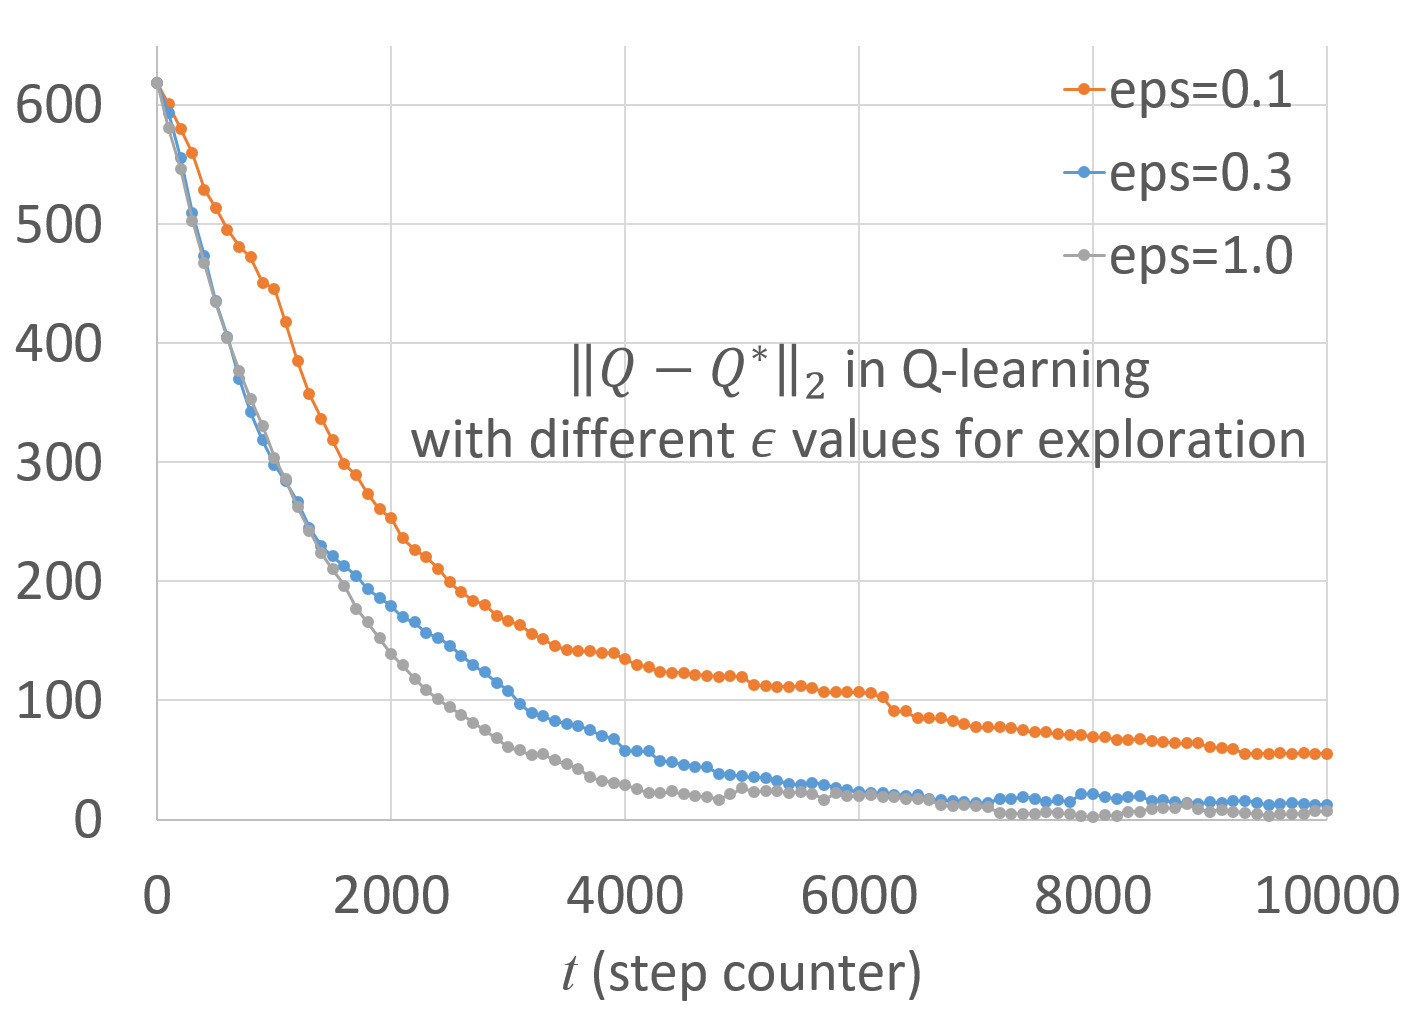 600
500
400
300
200
100
0
eps=0.1
eps=0.3
eps=1.0
‖Q − Q*‖₂ in Q-learning
with different ϵ values for exploration
0 2000 4000 6000 8000 10000
t (step counter)